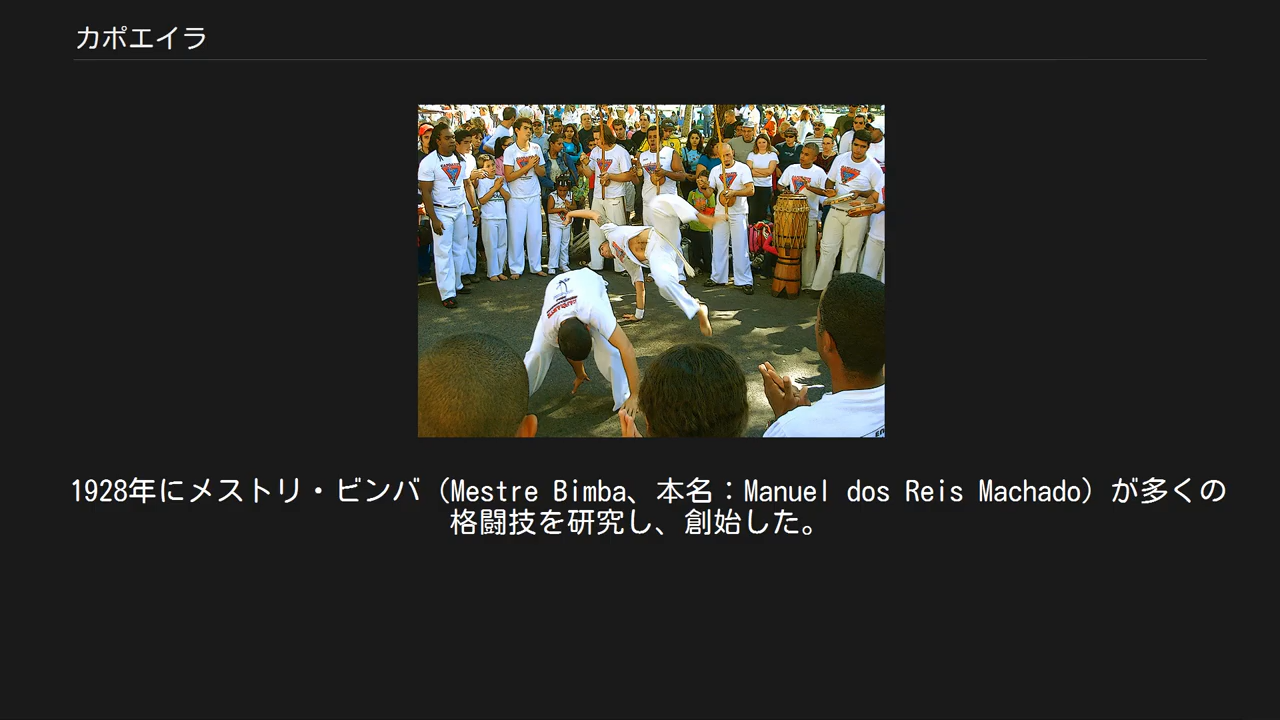 カポエイラ
1928年にメストリ・ビンバ（Mestre Bimba、本名：Manuel dos Reis Machado）が多くの
格闘技を研究し、創始した。